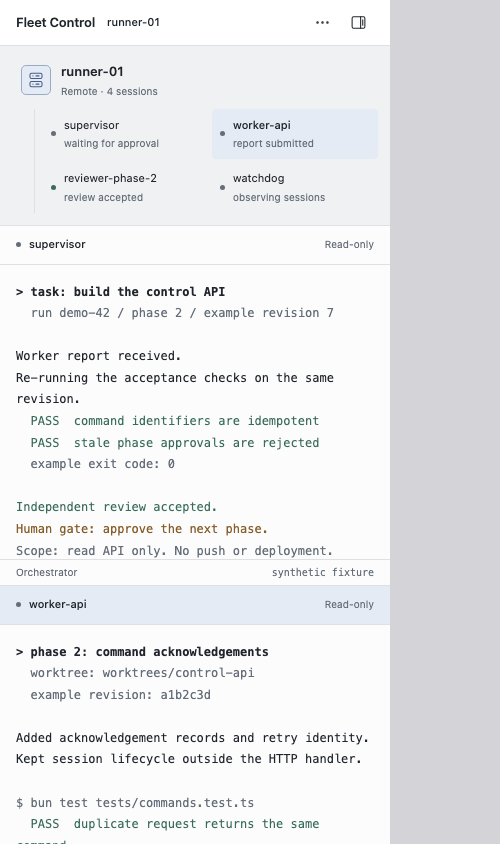 Fleet Control runner-01
runner-01
Remote · 4 sessions
supervisor
waiting for approval
worker-api
report submitted
reviewer-phase-2
review accepted
watchdog
observing sessions
supervisor Read-only
> task: build the control API
run demo-42 / phase 2 / example revision 7
Worker report received.
Re-running the acceptance checks on the same
revision.
PASS command identifiers are idempotent
PASS stale phase approvals are rejected
example exit code: 0
Independent review accepted.
Human gate: approve the next phase.
Scope: read API only. No push or deployment.
Orchestrator synthetic fixture
worker-api Read-only
> phase 2: command acknowledgements
worktree: worktrees/control-api
example revision: a1b2c3d
Added acknowledgement records and retry identity.
Kept session lifecycle outside the HTTP handler.
$ bun test tests/commands.test.ts
PASS duplicate request returns the same